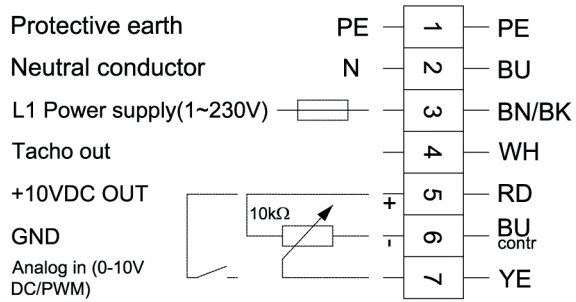 Protective earth PE 1 PE
Neutral conductor N 2 BU
L1 Power supply(1~230V) 3 BN/BK
Tacho out 4 WH
+10VDC OUT + 5 RD
10kΩ
GND - 6 BU
contr
Analog in (0-10V
DC/PWM) 7 YE